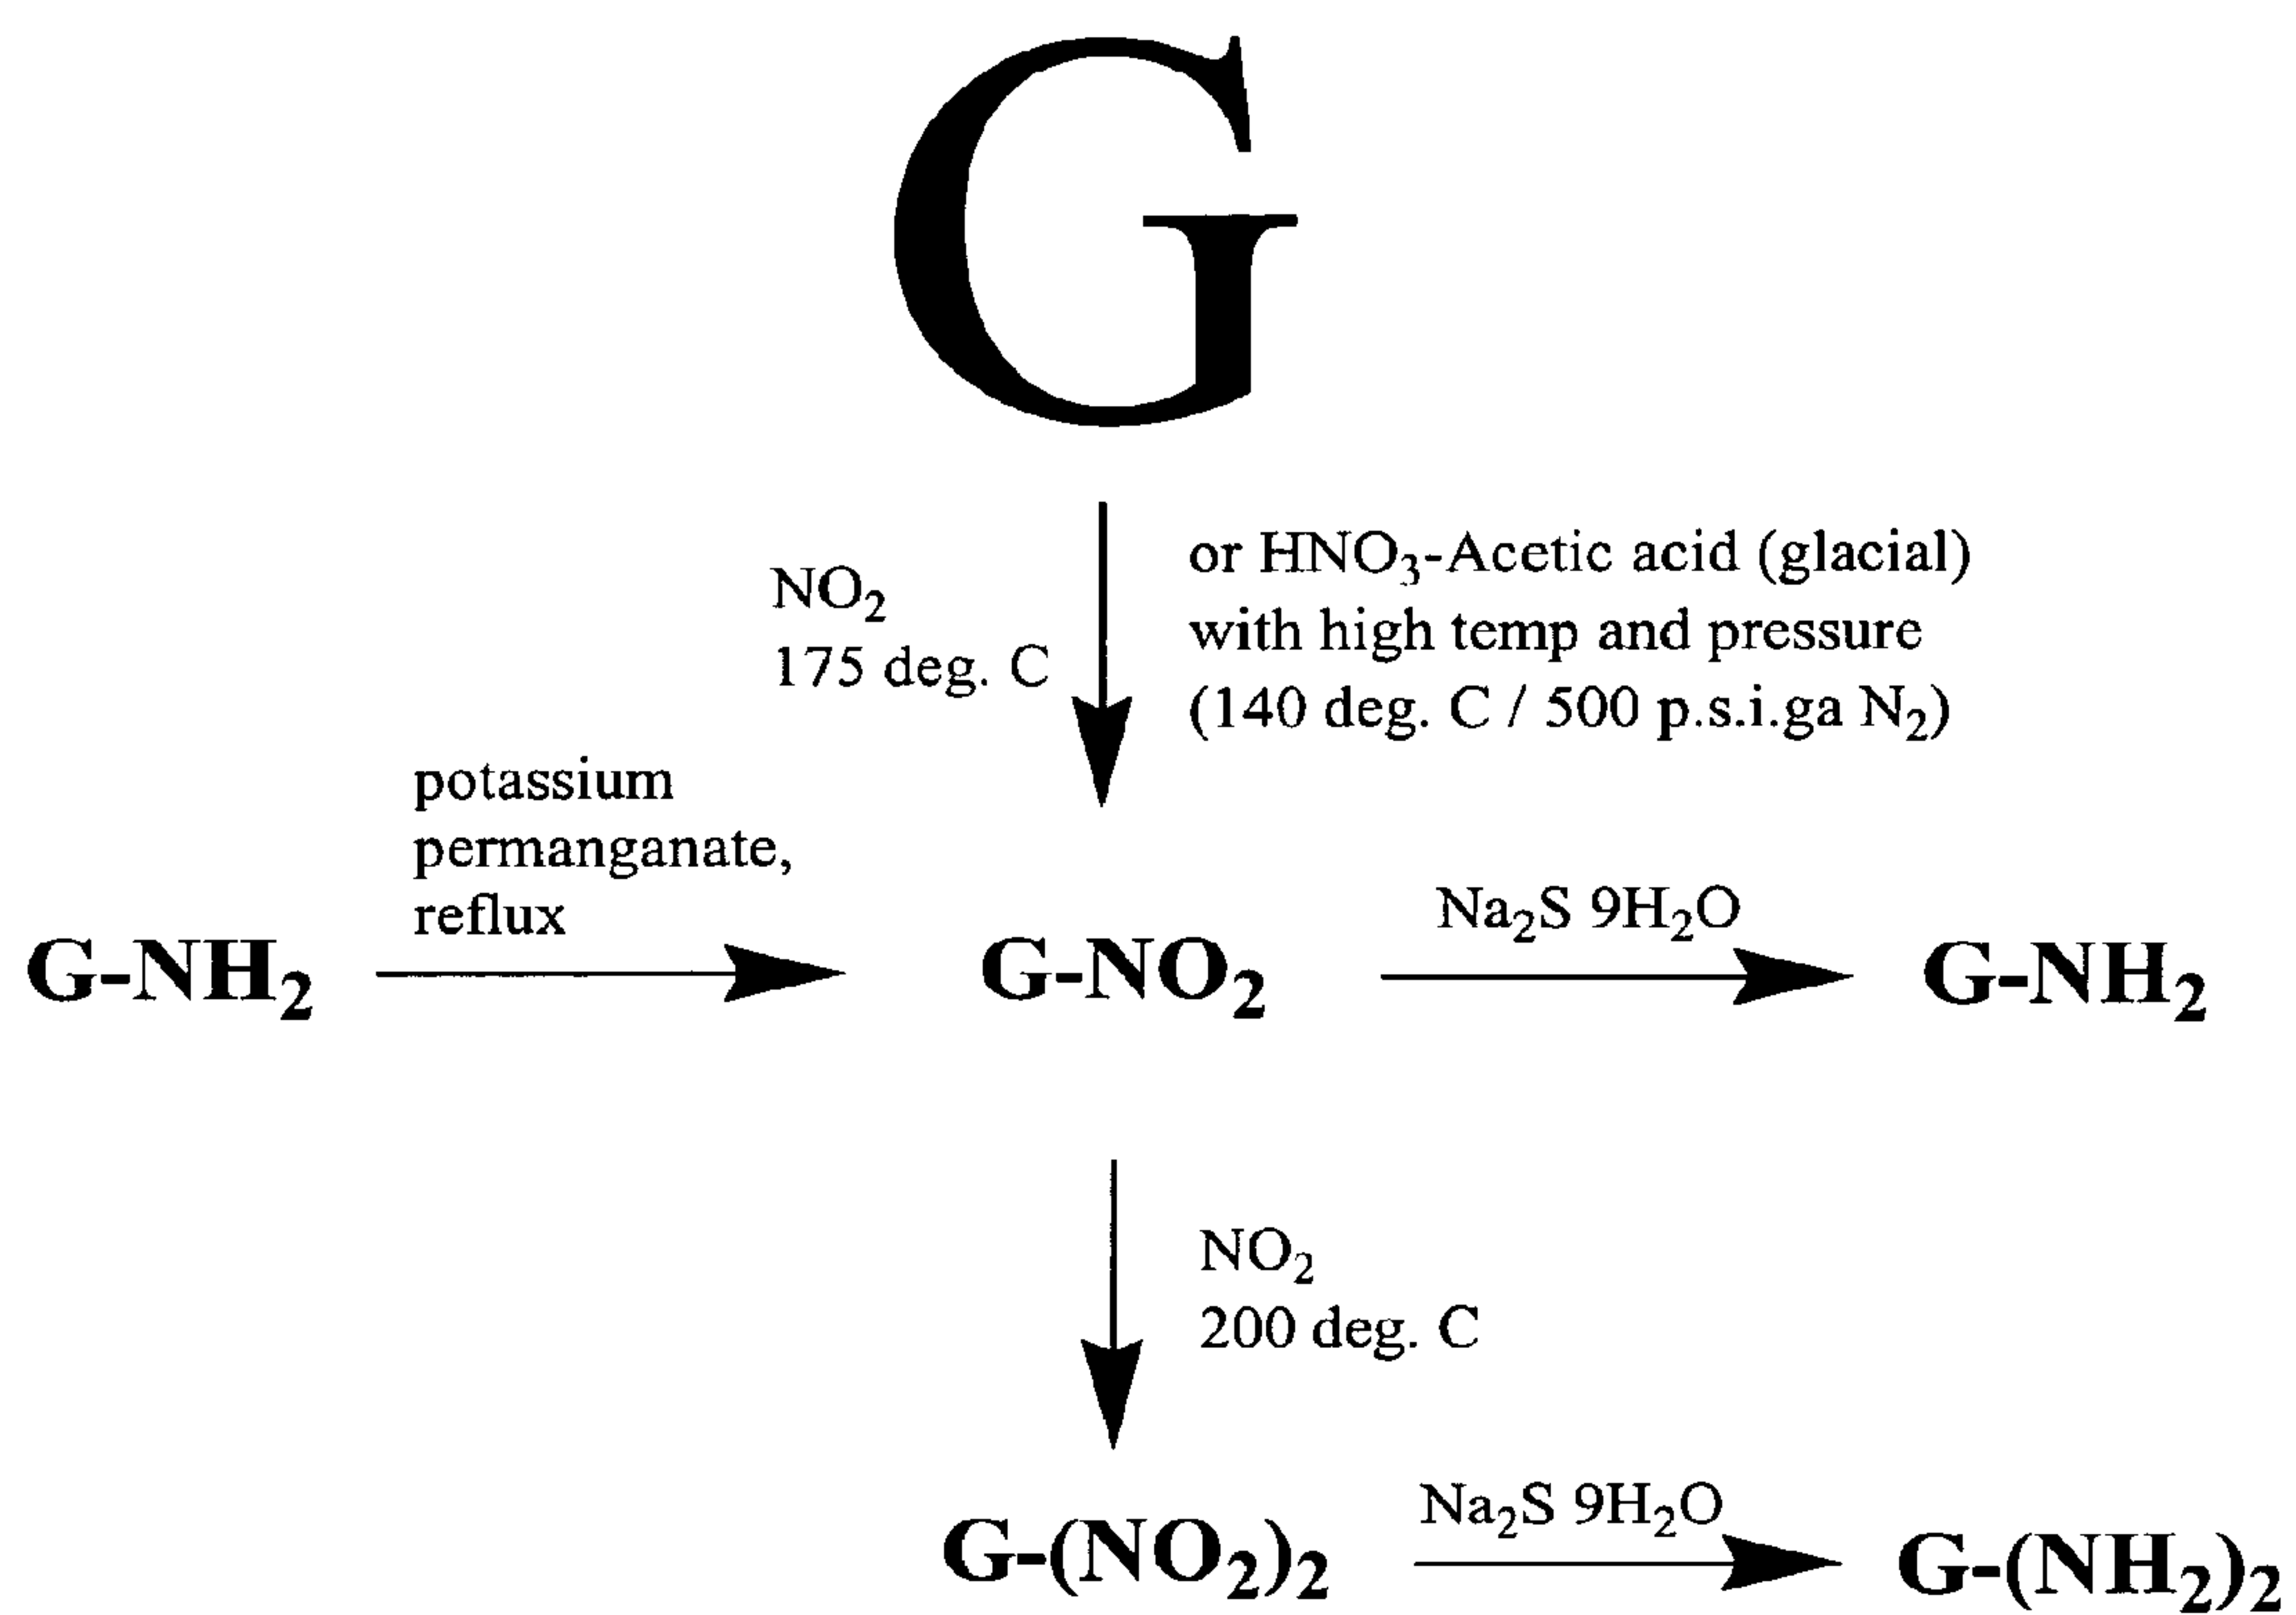 G
NO₂
175 deg. C
or HNO₃-Acetic acid (glacial)
with high temp and pressure
(140 deg. C / 500 p.s.i.ga N₂)
potassium
permanganate,
reflux
G-NH₂
G-NO₂
Na₂S 9H₂O
G-NH₂
NO₂
200 deg. C
G-(NO₂)₂
Na₂S 9H₂O
G-(NH₂)₂